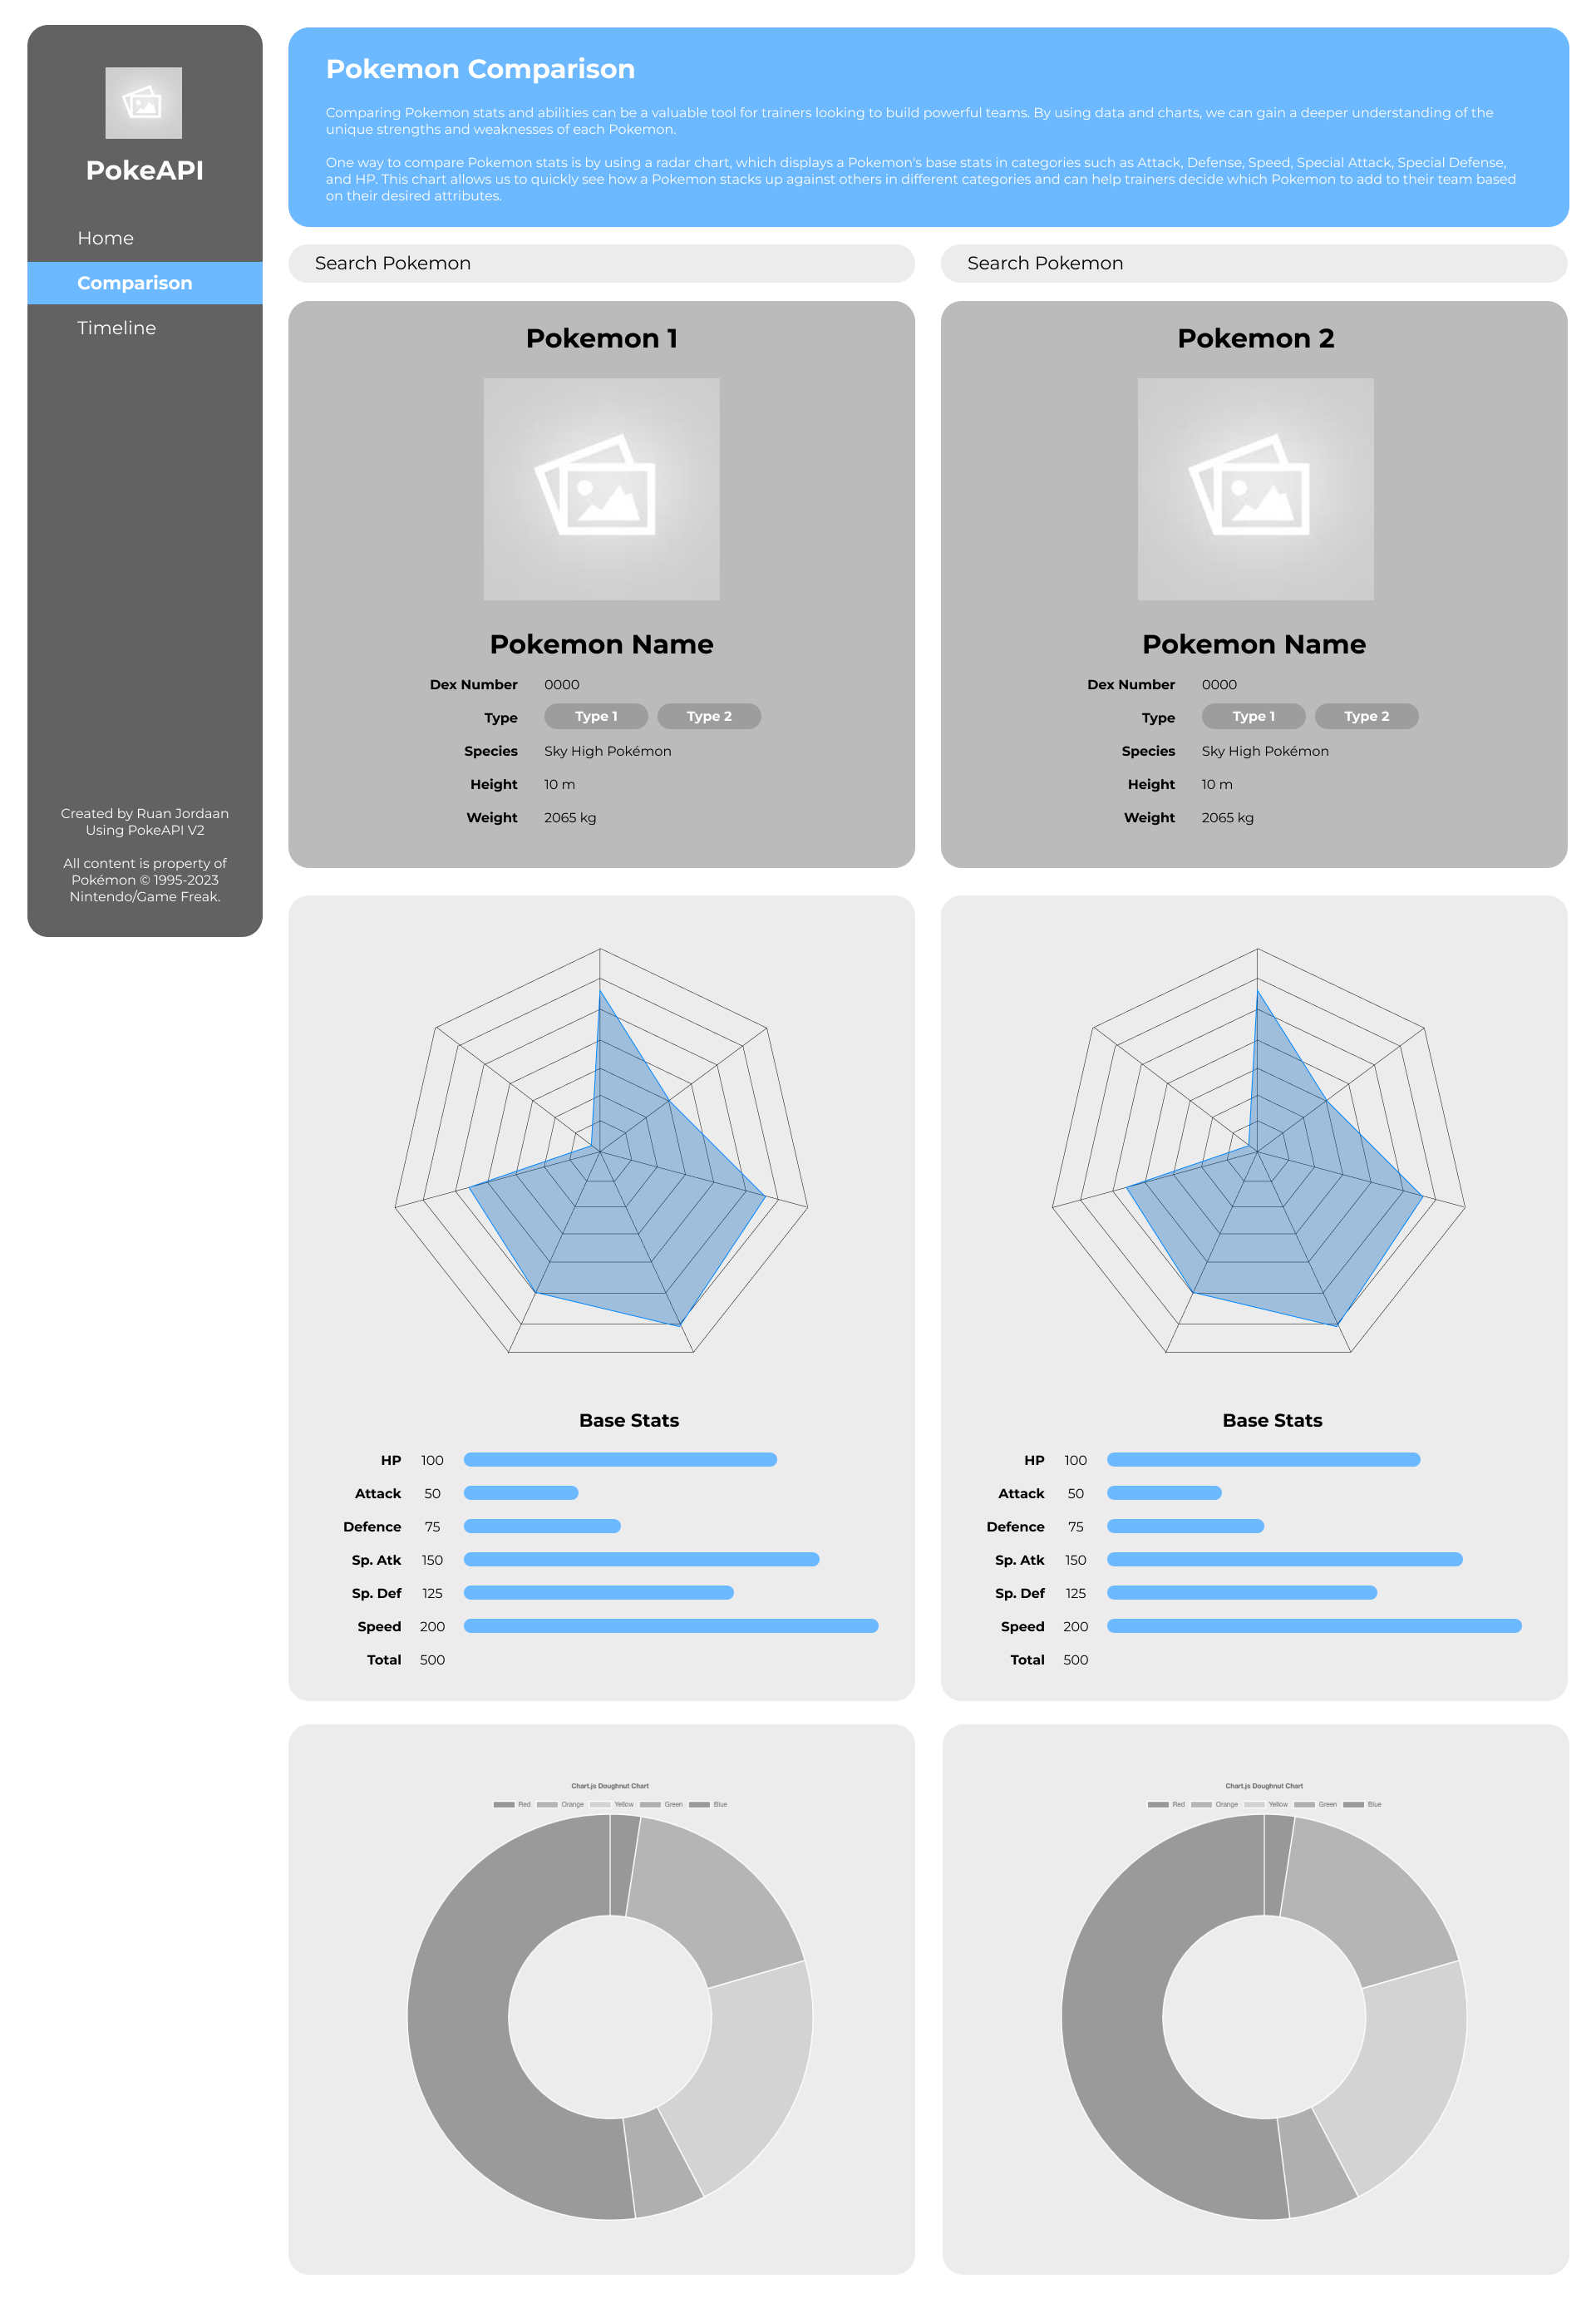 PokeAPI
Home
Comparison
Timeline
Created by Ruan Jordaan
Using PokeAPI V2
All content is property of
Pokémon © 1995-2023
Nintendo/Game Freak.
Pokemon Comparison
Comparing Pokemon stats and abilities can be a valuable tool for trainers looking to build powerful teams. By using data and charts, we can gain a deeper understanding of the
unique strengths and weaknesses of each Pokemon.
One way to compare Pokemon stats is by using a radar chart, which displays a Pokemon's base stats in categories such as Attack, Defense, Speed, Special Attack, Special Defense,
and HP. This chart allows us to quickly see how a Pokemon stacks up against others in different categories and can help trainers decide which Pokemon to add to their team based
on their desired attributes.
Search Pokemon
Search Pokemon
Pokemon 1
Pokemon Name
Dex Number 0000
Type Type 1 Type 2
Species Sky High Pokémon
Height 10 m
Weight 2065 kg
Pokemon 2
Pokemon Name
Dex Number 0000
Type Type 1 Type 2
Species Sky High Pokémon
Height 10 m
Weight 2065 kg
Base Stats
HP 100
Attack 50
Defence 75
Sp. Atk 150
Sp. Def 125
Speed 200
Total 500
Base Stats
HP 100
Attack 50
Defence 75
Sp. Atk 150
Sp. Def 125
Speed 200
Total 500
Chart.js Doughnut Chart
Red Orange Yellow Green Blue
Chart.js Doughnut Chart
Red Orange Yellow Green Blue